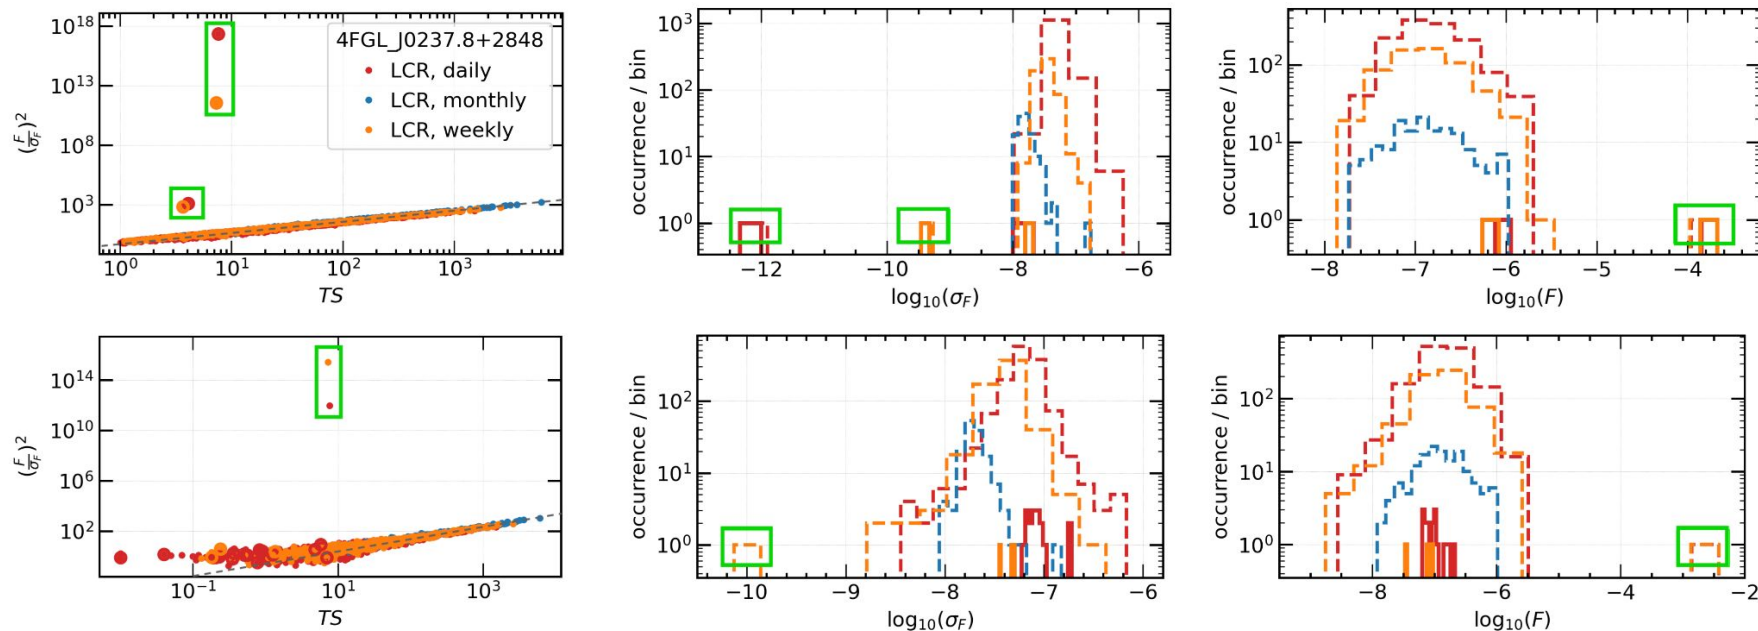 10^18
10^13
10^8
10^3
(F/σ_F)^2
4FGL_J0237.8+2848
LCR, daily
LCR, monthly
LCR, weekly
10^0
10^1
10^2
10^3
TS
10^3
10^2
10^1
10^0
occurrence / bin
−12
−10
−8
−6
log10(σ_F)
10^2
10^1
10^0
occurrence / bin
−8
−7
−6
−5
−4
log10(F)
10^14
10^10
10^6
10^2
(F/σ_F)^2
10^−1
10^1
10^3
TS
10^2
10^1
10^0
occurrence / bin
−10
−9
−8
−7
−6
log10(σ_F)
10^2
10^1
10^0
occurrence / bin
−8
−6
−4
−2
log10(F)